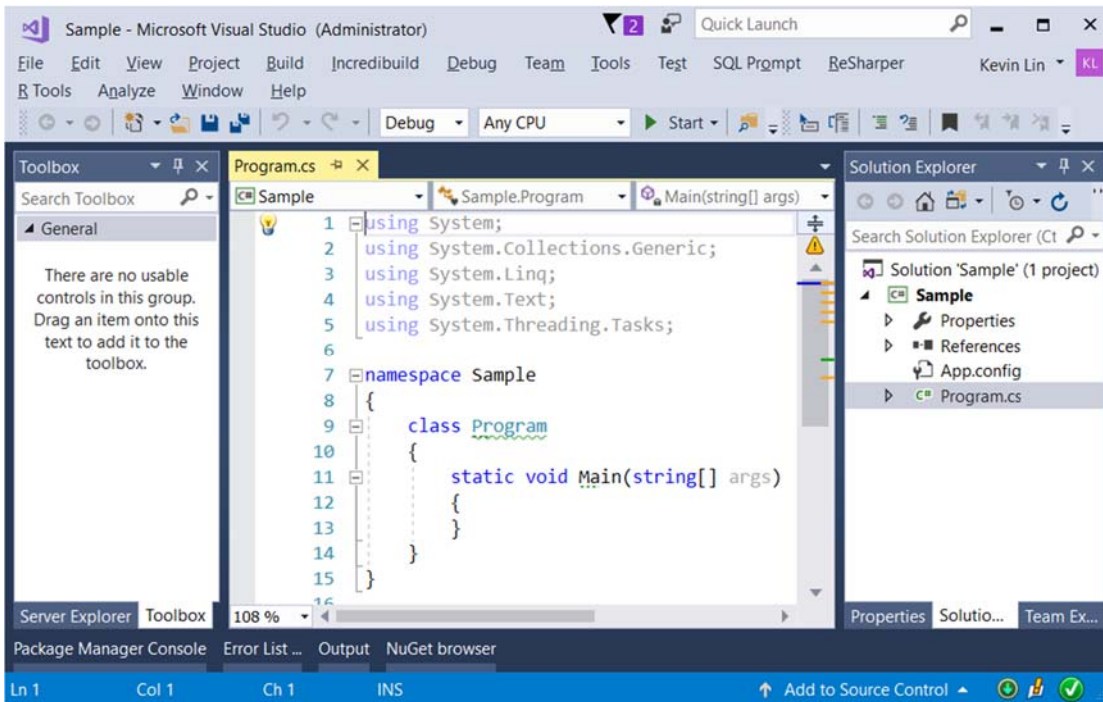 Sample - Microsoft Visual Studio (Administrator)
2
Quick Launch
File Edit View Project Build Incredibuild Debug Team Tools Test SQL Prompt ReSharper Kevin Lin KL
R Tools Analyze Window Help
Debug Any CPU Start
Toolbox
Search Toolbox
General
There are no usable
controls in this group.
Drag an item onto this
text to add it to the
toolbox.
Server Explorer Toolbox
Program.cs
C# Sample Sample.Program Main(string[] args)
1 using System;
2 using System.Collections.Generic;
3 using System.Linq;
4 using System.Text;
5 using System.Threading.Tasks;
6
7 namespace Sample
8 {
9 class Program
10 {
11 static void Main(string[] args)
12 {
13 }
14 }
15 }
16
108 %
Solution Explorer
Search Solution Explorer (Ct
Solution 'Sample' (1 project)
C# Sample
Properties
References
App.config
C# Program.cs
Properties Solutio... Team Ex...
Package Manager Console Error List ... Output NuGet browser
Ln 1 Col 1 Ch 1 INS Add to Source Control